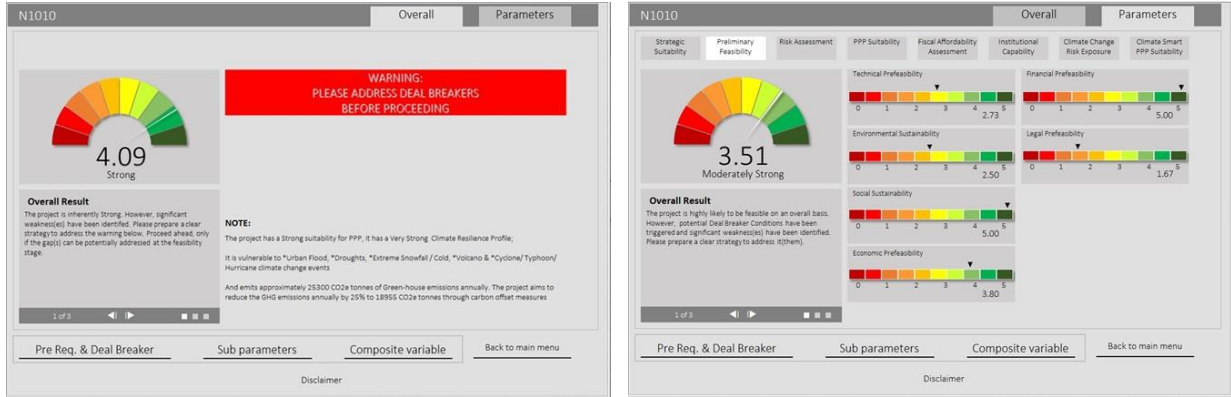 N1010
Overall
Parameters
WARNING:
PLEASE ADDRESS DEAL BREAKERS
BEFORE PROCEEDING
4.09
Strong
Overall Result
The project is inherently Strong. However, significant
weakness(es) have been identifed. Please prepare a clear
strategy to address the warning below. Proceed ahead, only
if the gap(s) can be potentially addressed at the feasibility
stage.
1 of 3
NOTE:
The project has a Strong suitability for PPP, it has a Very Strong Climate Resilience Profile;
It is vulnerable to *Urban Flood, *Droughts, *Extreme Snowfall / Cold, *Volcano & *Cyclone/ Typhoon/
Hurricane climate change events
And emits approximately 25300 CO2e tonnes of Green-house emissions annually. The project aims to
reduce the GHG emissions annually by 25% to 18955 CO2e tonnes through carbon offset measures
Pre Req. & Deal Breaker
Sub parameters
Composite variable
Back to main menu
Disclaimer
N1010
Overall
Parameters
Strategic
Suitability
Preliminary
Feasibility
Risk Assessment
PPP Suitability
Fiscal Affordability
Assessment
Institutional
Capability
Climate Change
Risk Exposure
Climate Smart
PPP Suitability
3.51
Moderately Strong
Overall Result
The project is highly likely to be feasible on an overall basis.
However, potential Deal Breaker Conditions have been
triggered and significant weakness(es) have been identified.
Please prepare a clear strategy to address it(them).
1 of 3
Technical Prefeasibility
0 1 2 3 4 5
2.73
Financial Prefeasibility
0 1 2 3 4 5
5.00
Environmental Sustainability
0 1 2 3 4 5
2.50
Legal Prefeasibility
0 1 2 3 4 5
1.67
Social Sustainability
0 1 2 3 4 5
5.00
Economic Prefeasibility
0 1 2 3 4 5
3.80
Pre Req. & Deal Breaker
Sub parameters
Composite variable
Back to main menu
Disclaimer